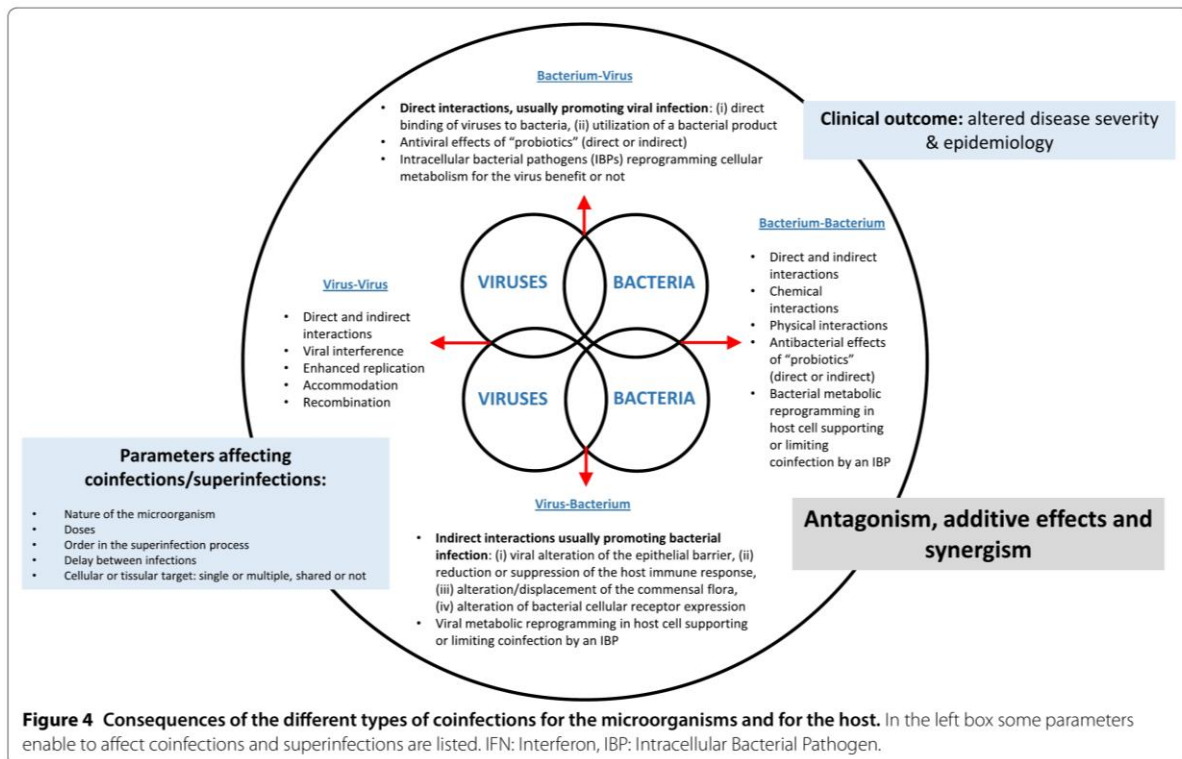 Bacterium-Virus
• Direct interactions, usually promoting viral infection: (i) direct
binding of viruses to bacteria, (ii) utilization of a bacterial product
• Antiviral effects of “probiotics” (direct or indirect)
• Intracellular bacterial pathogens (IBPs) reprogramming cellular
metabolism for the virus benefit or not
Clinical outcome: altered disease severity
& epidemiology
Bacterium-Bacterium
• Direct and indirect
interactions
• Chemical
interactions
• Physical interactions
• Antibacterial effects
of “probiotics”
(direct or indirect)
• Bacterial metabolic
reprogramming in
host cell supporting
or limiting
coinfection by an IBP
VIRUSES
BACTERIA
Virus-Virus
• Direct and indirect
interactions
• Viral interference
• Enhanced replication
• Accommodation
• Recombination
VIRUSES
BACTERIA
Parameters affecting
coinfections/superinfections:
• Nature of the microorganism
• Doses
• Order in the superinfection process
• Delay between infections
• Cellular or tissular target: single or multiple, shared or not
Virus-Bacterium
• Indirect interactions usually promoting bacterial
infection: (i) viral alteration of the epithelial barrier, (ii)
reduction or suppression of the host immune response,
(iii) alteration/displacement of the commensal flora,
(iv) alteration of bacterial cellular receptor expression
• Viral metabolic reprogramming in host cell supporting
or limiting coinfection by an IBP
Antagonism, additive effects and
synergism
Figure 4 Consequences of the different types of coinfections for the microorganisms and for the host. In the left box some parameters
enable to affect coinfections and superinfections are listed. IFN: Interferon, IBP: Intracellular Bacterial Pathogen.